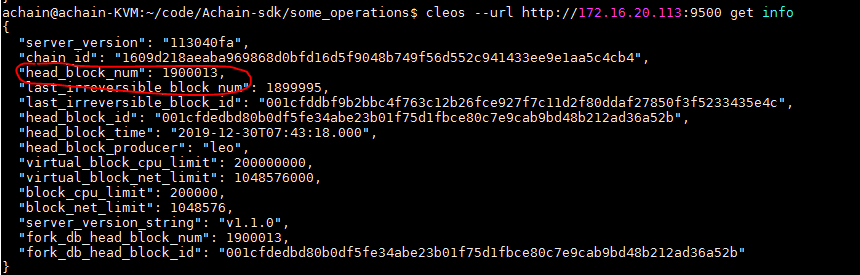 achain@achain-KVM:~/code/Achain-sdk/some_operations$ cleos --url http://172.16.20.113:9500 get info
{
"server_version": "113040fa",
"chain_id": "1609d218aeaba969868d0bfd16d5f9048b749f56d552c941433ee9e1aa5c4cb4",
"head_block_num": 1900013,
"last_irreversible_block_num": 1899995,
"last_irreversible_block_id": "001cfddbf9b2bbc4f763c12b26fce927f7c11d2f80ddaf27850f3f5233435e4c",
"head_block_id": "001cfdedbd80b0df5fe34abe23b01f75d1fbce80c7e9cab9bd48b212ad36a52b",
"head_block_time": "2019-12-30T07:43:18.000",
"head_block_producer": "leo",
"virtual_block_cpu_limit": 200000000,
"virtual_block_net_limit": 1048576000,
"block_cpu_limit": 200000,
"block_net_limit": 1048576,
"server_version_string": "v1.1.0",
"fork_db_head_block_num": 1900013,
"fork_db_head_block_id": "001cfdedbd80b0df5fe34abe23b01f75d1fbce80c7e9cab9bd48b212ad36a52b"
}